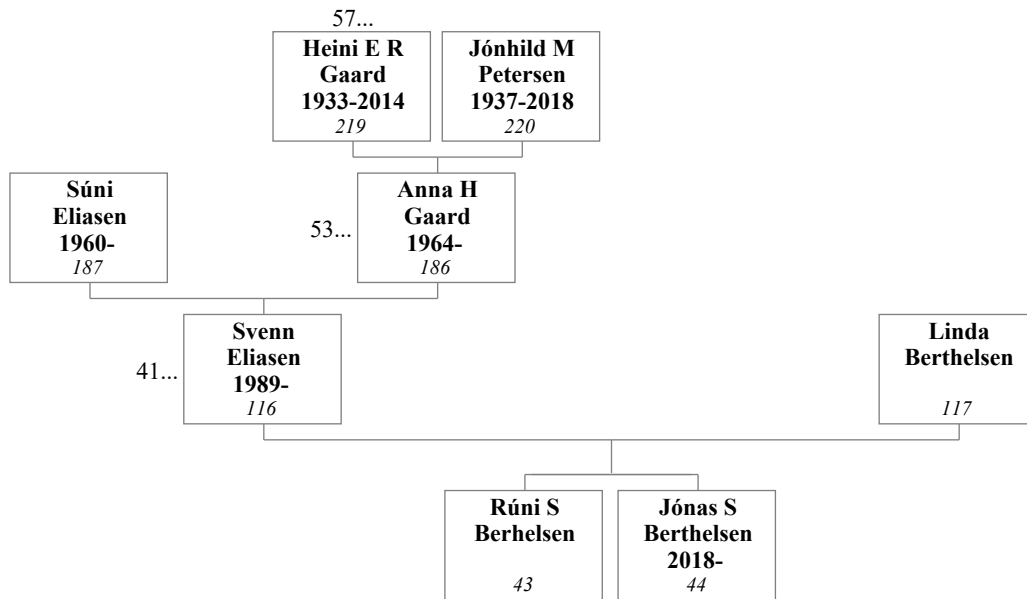 57...
Heini E R
Gaard
1933-2014
219
Jónhild M
Petersen
1937-2018
220
Súni
Eliasen
1960-
187
53...
Anna H
Gaard
1964-
186
41...
Svenn
Eliasen
1989-
116
Linda
Berthelsen
117
Rúni S
Berhelsen
43
Jónas S
Berthelsen
2018-
44